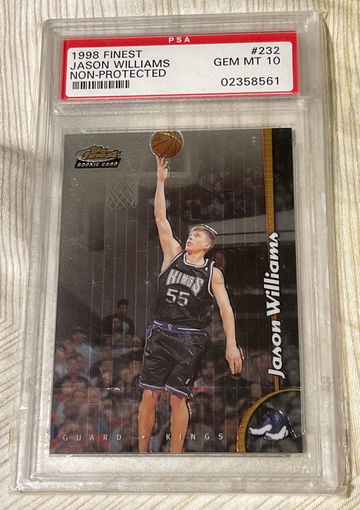 PSA
1998 FINEST #232
JASON WILLIAMS GEM MT 10
NON-PROTECTED
02358561
Finest
ROOKIE CARD
KINGS
55
Jason Williams
GUARD • KINGS